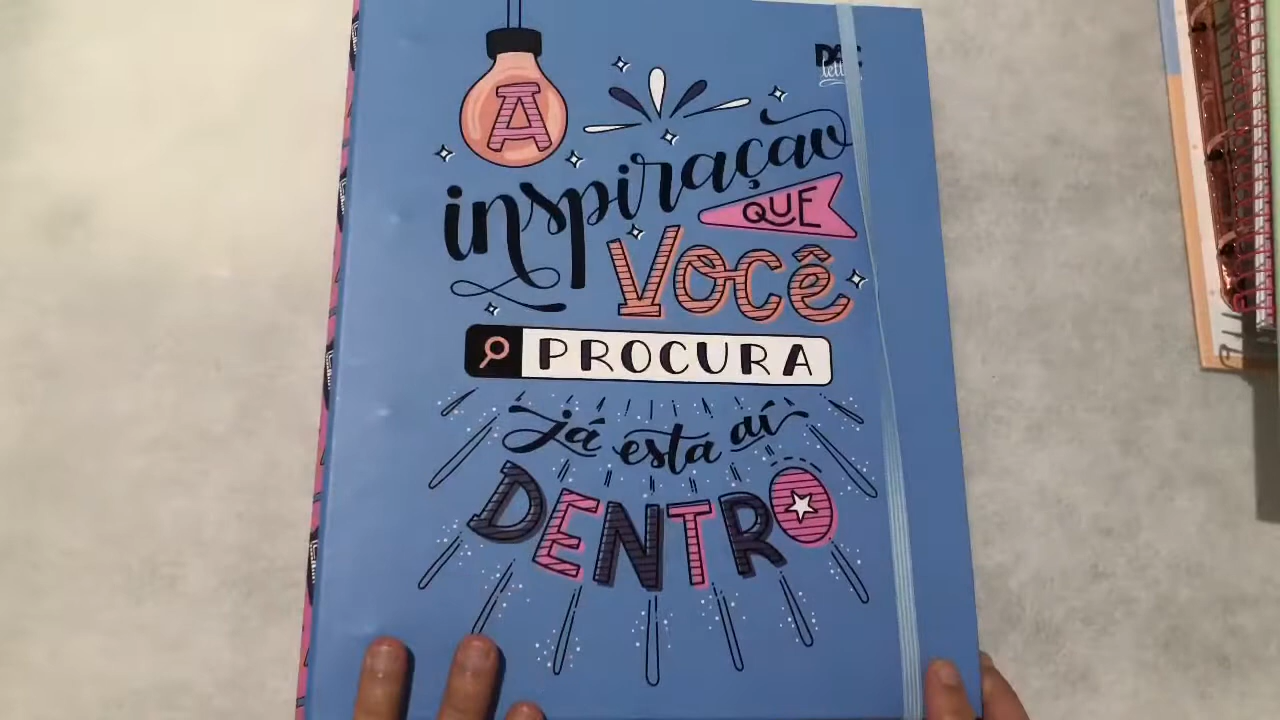 A
inspiração
QUE
Você
PROCURA
já está aí
DENTRO